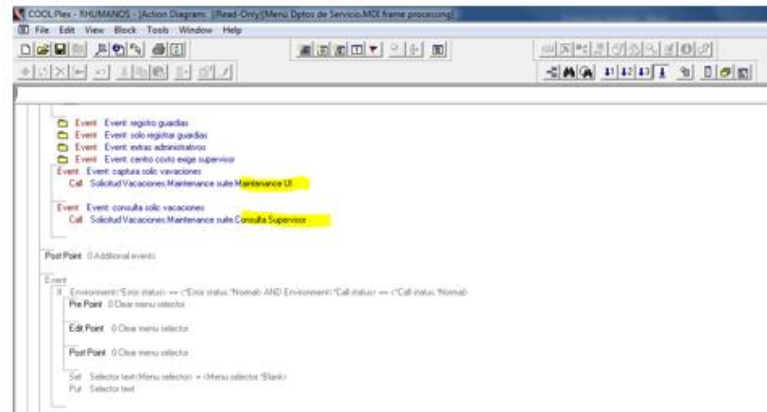 COOL:Plex - RHUMANOS - [Action Diagrams: [(Read-Only)(Menú Dptos de Servicio.MDI frame processing]
File Edit View Block Tools Window Help
Event Event: registro guardias
Event Event: solo registrar guardias
Event Event: extras administrativos
Event Event: centro costo exige supervisor
Event Event: captura solic vavaciones
Call Solicitud Vacaciones.Maintenance suite.Maintenance UI
Event Event: consulta solic vacaciones
Call Solicitud Vacaciones.Maintenance suite.Consulta Supervisor
Post Point 0 Additional events
Event
If Environment<*Error status> == <*Error status.*Normal> AND Environment<*Call status> == <*Call status.*Normal>
Pre Point 0 Clear menu selector
Edit Point 0 Clear menu selector
Post Point 0 Clear menu selector
Set Selector text<Menu selector> = <Menu selector.*Blank>
Put Selector text